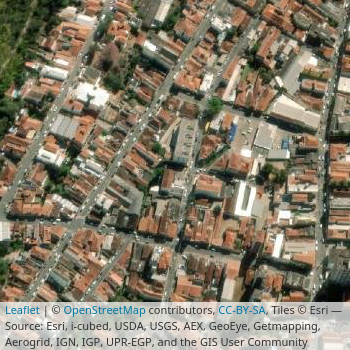 Leaflet | © OpenStreetMap contributors, CC-BY-SA, Tiles © Esri —
Source: Esri, i-cubed, USDA, USGS, AEX, GeoEye, Getmapping,
Aerogrid, IGN, IGP, UPR-EGP, and the GIS User Community